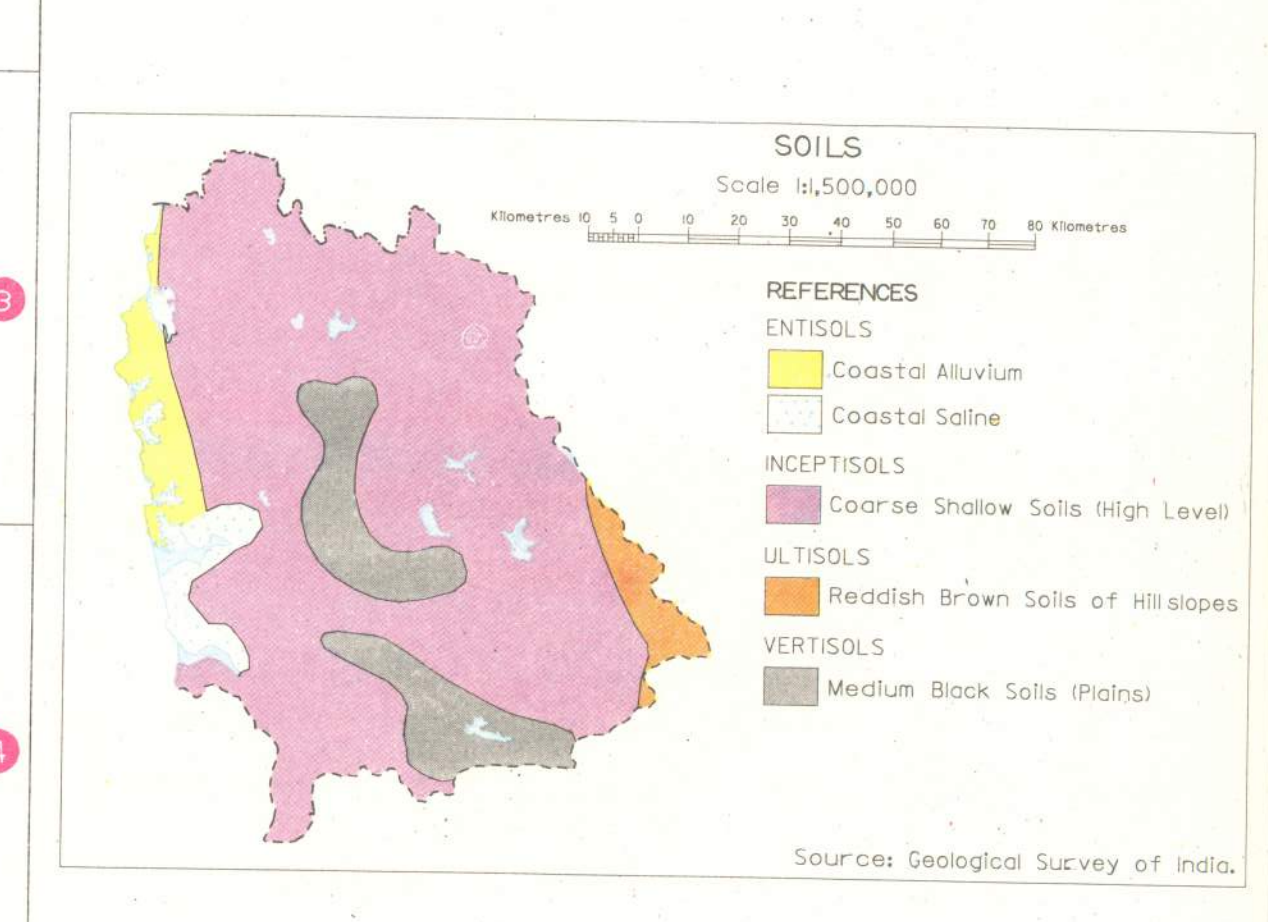 SOILS
Scale 1:1,500,000
Kilometres 10 5 0 10 20 30 40 50 60 70 80 Kilometres
REFERENCES
ENTISOLS
Coastal Alluvium
Coastal Saline
INCEPTISOLS
Coarse Shallow Soils (High Level)
ULTISOLS
Reddish Brown Soils of Hill slopes
VERTISOLS
Medium Black Soils (Plains)
Source: Geological Survey of India.